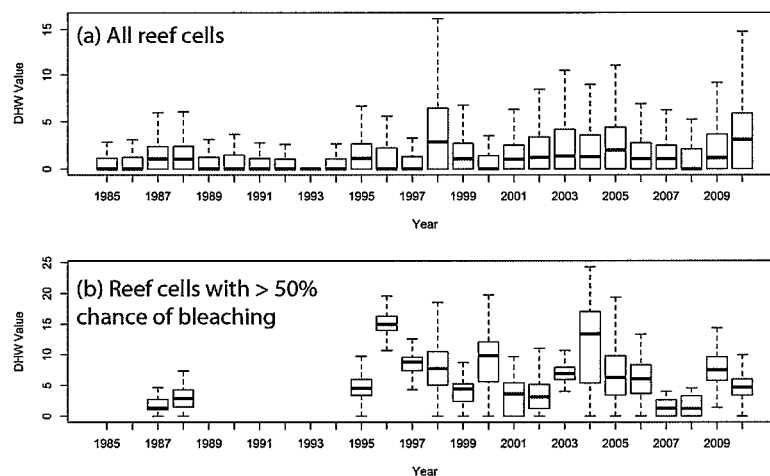 (a) All reef cells
DHW Value
15
10
5
0
1985 1987 1989 1991 1993 1995 1997 1999 2001 2003 2005 2007 2009
Year
(b) Reef cells with > 50%
chance of bleaching
DHW Value
25
20
15
10
5
0
1985 1987 1989 1991 1993 1995 1997 1999 2001 2003 2005 2007 2009
Year